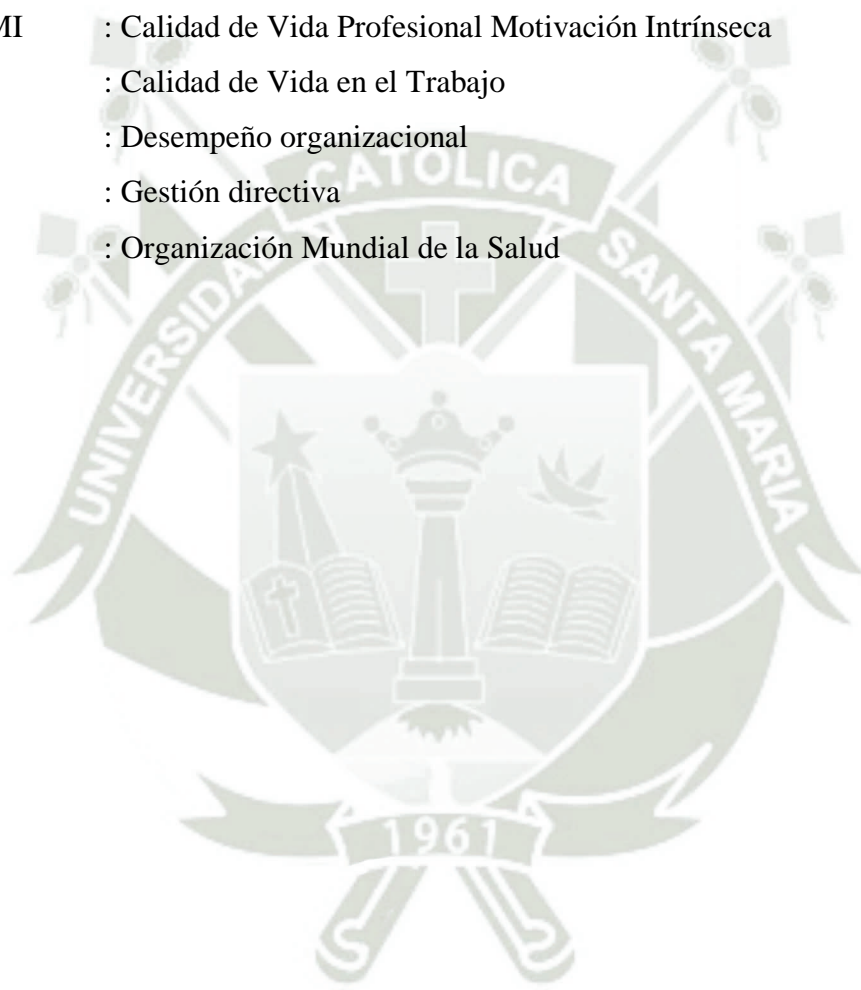 MI : Calidad de Vida Profesional Motivación Intrínseca
: Calidad de Vida en el Trabajo
: Desempeño organizacional
: Gestión directiva
: Organización Mundial de la Salud
UNIVERSIDAD CATOLICA SANTA MARIA
1961